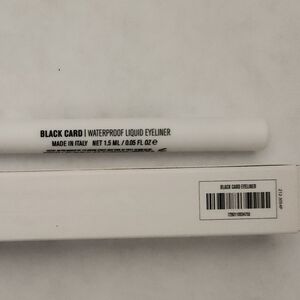 BLACK CARD | WATERPROOF LIQUID EYELINER
MADE IN ITALY NET 1.5 ML / 0.05 FL OZ e
BLACK CARD EYELINER